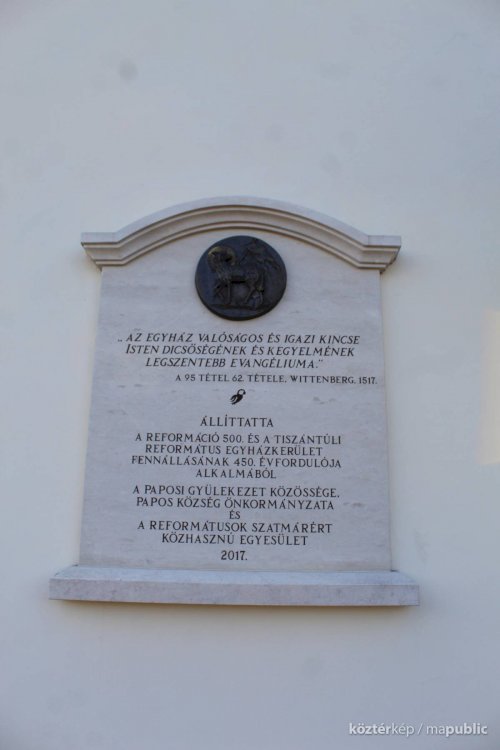 „AZ EGYHÁZ VALÓSÁGOS ÉS IGAZI KINCSE
ISTEN DICSŐSÉGÉNEK ÉS KEGYELMÉNEK
LEGSZENTEBB EVANGÉLIUMA."
A 95 TÉTEL 62. TÉTELE, WITTENBERG, 1517.
ÁLLÍTTATTA
A REFORMÁCIÓ 500. ÉS A TISZÁNTÚLI
REFORMÁTUS EGYHÁZKERÜLET
FENNÁLLÁSÁNAK 450. ÉVFORDULÓJA
ALKALMÁBÓL
A PAPOSI GYÜLEKEZET KÖZÖSSÉGE,
PAPOS KÖZSÉG ÖNKORMÁNYZATA
ÉS
A REFORMÁTUSOK SZATMÁRÉRT
KÖZHASZNÚ EGYESÜLET
2017.
köztérkép / mapublic